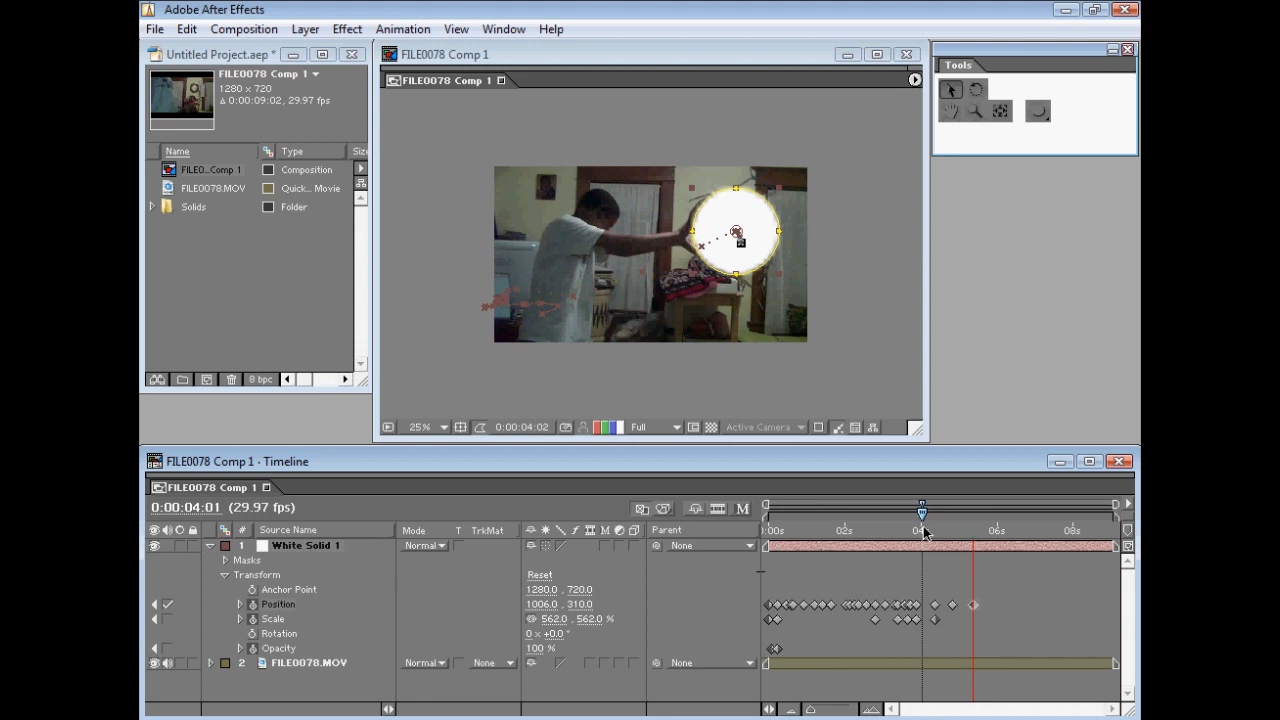 Adobe After Effects
File Edit Composition Layer Effect Animation View Window Help
Untitled Project.aep *
FILE0078 Comp 1
1280 x 720
Δ 0:00:09:02, 29.97 fps
Name Type Size
FILE0...Comp 1 Composition
FILE0078.MOV Quick... Movie
Solids Folder
8 bpc
FILE0078 Comp 1
FILE0078 Comp 1
25% 0:00:04:02 Full Active Camera
Tools
FILE0078 Comp 1 - Timeline
FILE0078 Comp 1
0:00:04:01 (29.97 fps) M
# Source Name Mode T TrkMat Parent :00s 02s 04s 06s 08s
1 White Solid 1 Normal None
Masks
Transform Reset
Anchor Point 1280.0 , 720.0
Position 1006.0 , 310.0
Scale 562.0 , 562.0 %
Rotation 0 x +0.0 °
Opacity 100 %
2 FILE0078.MOV Normal None None